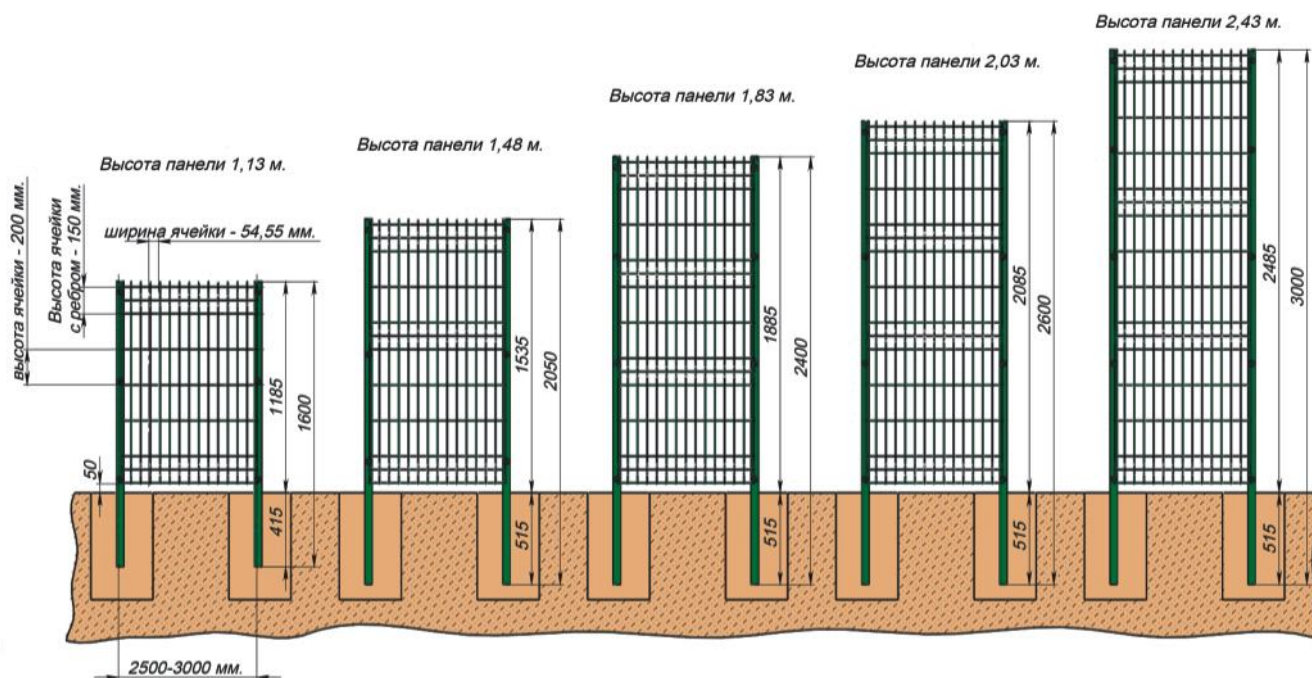 Высота панели 1,13 м.
Высота панели 1,48 м.
Высота панели 1,83 м.
Высота панели 2,03 м.
Высота панели 2,43 м.
высота ячейки - 200 мм.
Высота ячейки
с ребром - 150 мм.
ширина ячейки - 54,55 мм.
50
1185
1600
415
2500-3000 мм.
1535
2050
515
1885
2400
515
2085
2600
515
2485
3000
515